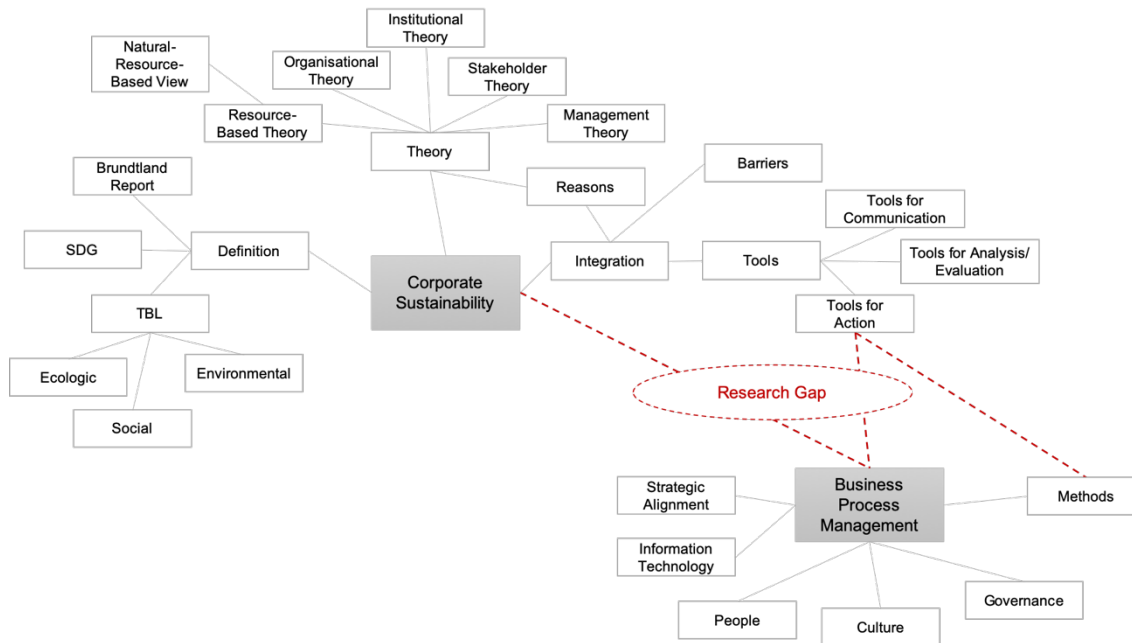 Institutional
Theory
Natural-
Resource-
Based View
Organisational
Theory
Stakeholder
Theory
Resource-
Based Theory
Management
Theory
Theory
Brundtland
Report
Reasons
Barriers
Tools for
Communication
SDG
Definition
Corporate
Sustainability
Integration
Tools
Tools for Analysis/
Evaluation
TBL
Tools for
Action
Ecologic
Environmental
Social
Research Gap
Strategic
Alignment
Business
Process
Management
Methods
Information
Technology
People
Culture
Governance